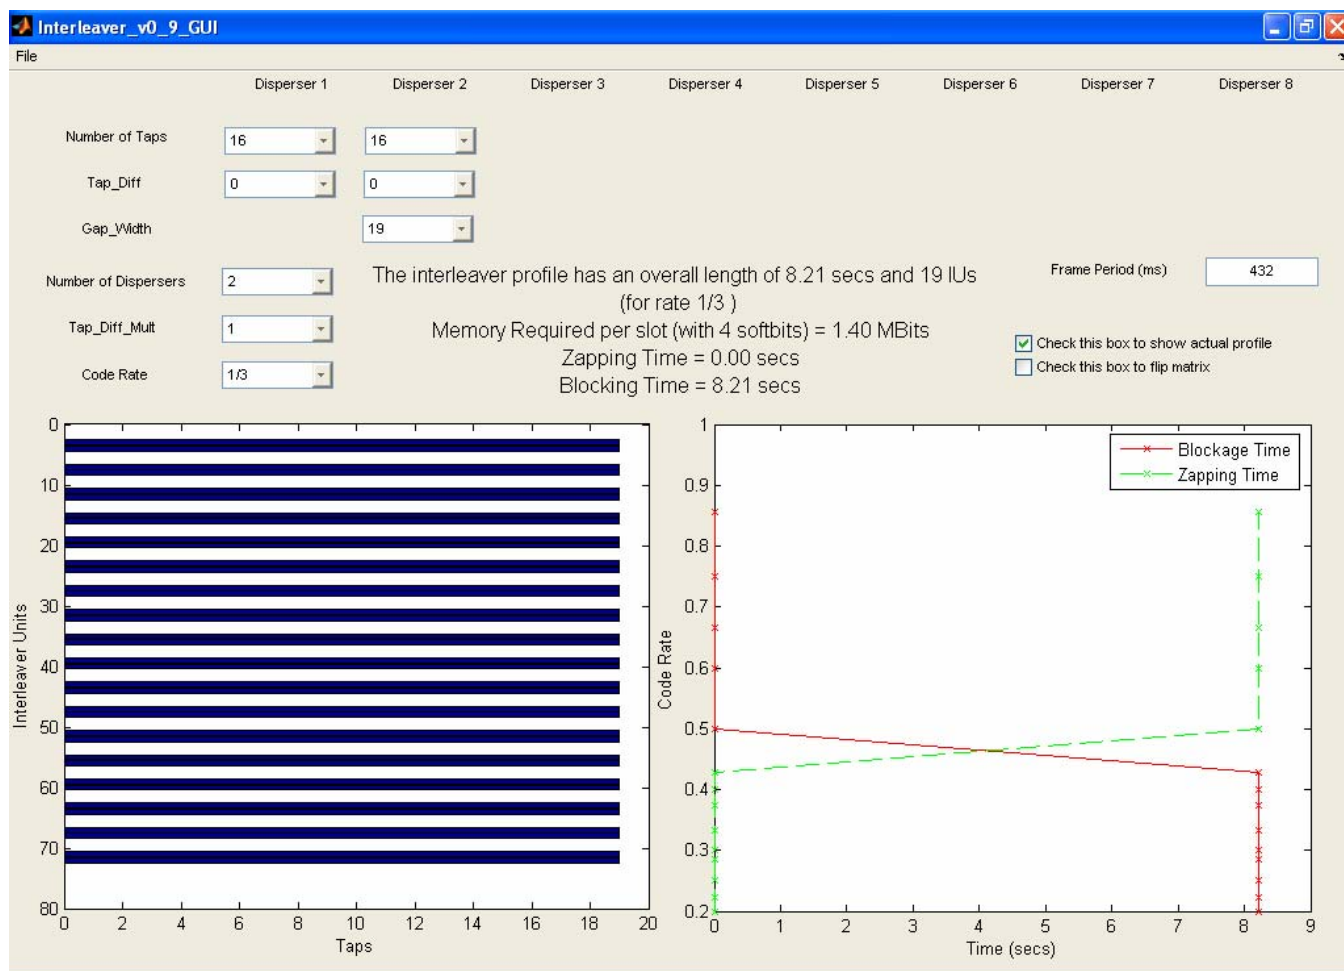 Interleaver_v0_9_GUI
File
Disperser 1 Disperser 2 Disperser 3 Disperser 4 Disperser 5 Disperser 6 Disperser 7 Disperser 8
Number of Taps 16 16
Tap_Diff 0 0
Gap_Width 19
Number of Dispersers 2
Tap_Diff_Mult 1
Code Rate 1/3
The interleaver profile has an overall length of 8.21 secs and 19 IUs
(for rate 1/3 )
Memory Required per slot (with 4 softbits) = 1.40 MBits
Zapping Time = 0.00 secs
Blocking Time = 8.21 secs
Frame Period (ms) 432
Check this box to show actual profile
Check this box to flip matrix
0
10
20
30
40
50
60
70
80
Interleaver Units
0 2 4 6 8 10 12 14 16 18 20
Taps
1
0.9
0.8
0.7
0.6
0.5
0.4
0.3
0.2
Code Rate
Blockage Time
Zapping Time
0 1 2 3 4 5 6 7 8 9
Time (secs)